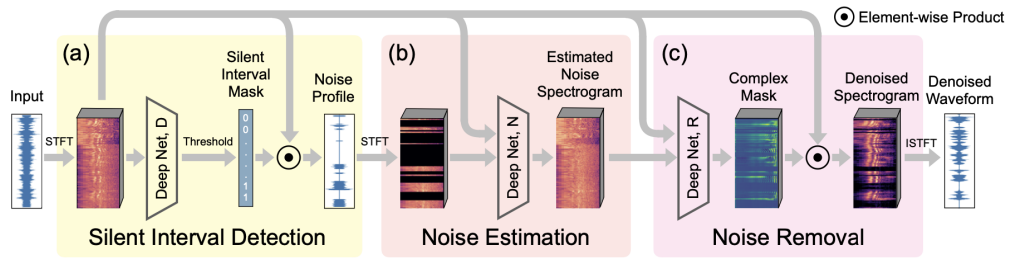 Element-wise Product
(a)
(b)
(c)
Input
STFT
Deep Net, D
Threshold
Silent
Interval
Mask
0
0
.
.
.
.
.
1
1
Noise
Profile
STFT
Deep Net, N
Estimated
Noise
Spectrogram
Deep Net, R
Complex
Mask
Denoised
Spectrogram
ISTFT
Denoised
Waveform
Silent Interval Detection
Noise Estimation
Noise Removal